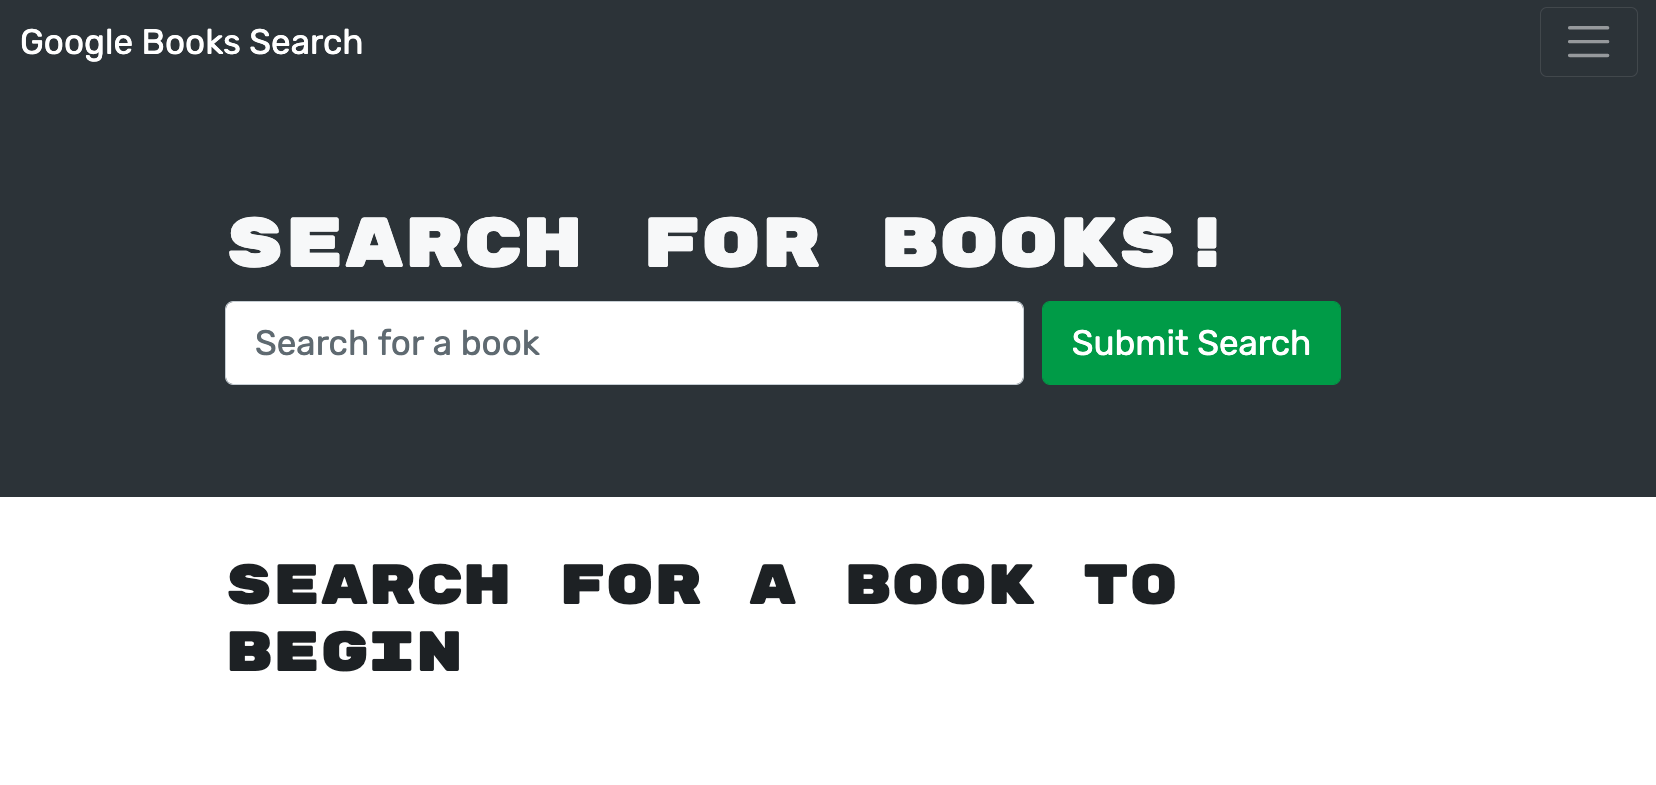 Google Books Search
SEARCH FOR BOOKS!
Search for a book
Submit Search
SEARCH FOR A BOOK TO
BEGIN